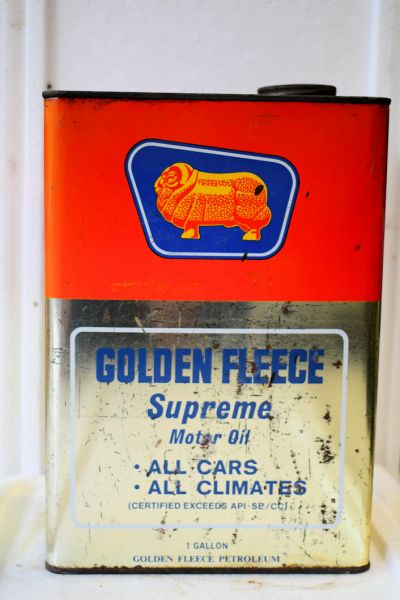 GOLDEN FLEECE
Supreme
Motor Oil
• ALL CARS
• ALL CLIMATES
(CERTIFIED EXCEEDS API-SE/CC)
1 GALLON
GOLDEN FLEECE PETROLEUM